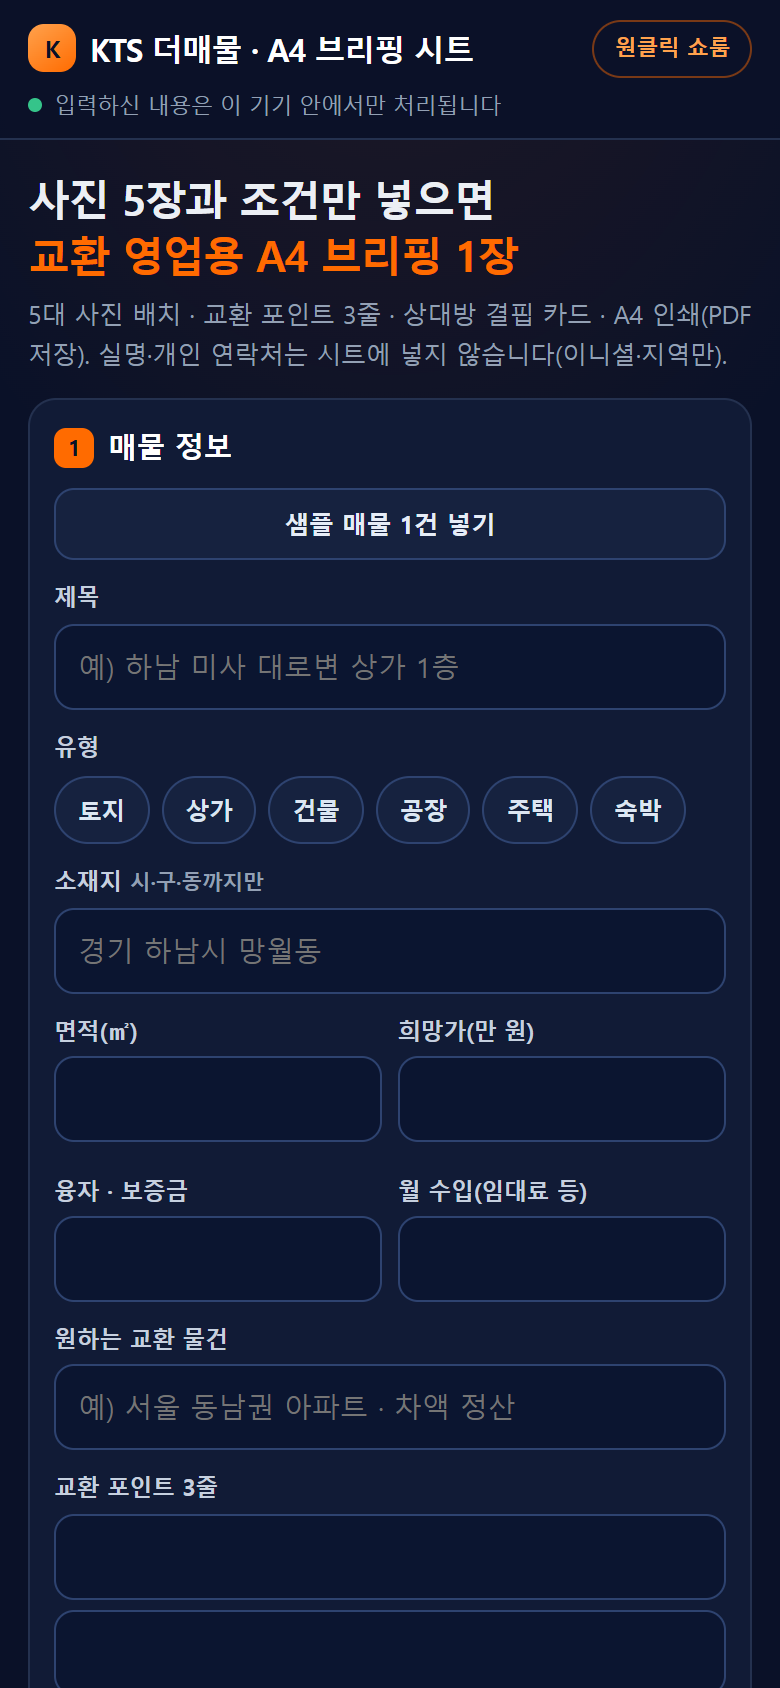 K
KTS 더매물 · A4 브리핑 시트
원클릭 쇼룸
입력하신 내용은 이 기기 안에서만 처리됩니다
사진 5장과 조건만 넣으면
교환 영업용 A4 브리핑 1장
5대 사진 배치 · 교환 포인트 3줄 · 상대방 결핍 카드 · A4 인쇄(PDF
저장). 실명·개인 연락처는 시트에 넣지 않습니다(이니셜·지역만).
1 매물 정보
샘플 매물 1건 넣기
제목
예) 하남 미사 대로변 상가 1층
유형
토지 상가 건물 공장 주택 숙박
소재지 시·구·동까지만
경기 하남시 망월동
면적(㎡) 희망가(만 원)
융자 · 보증금 월 수입(임대료 등)
원하는 교환 물건
예) 서울 동남권 아파트 · 차액 정산
교환 포인트 3줄